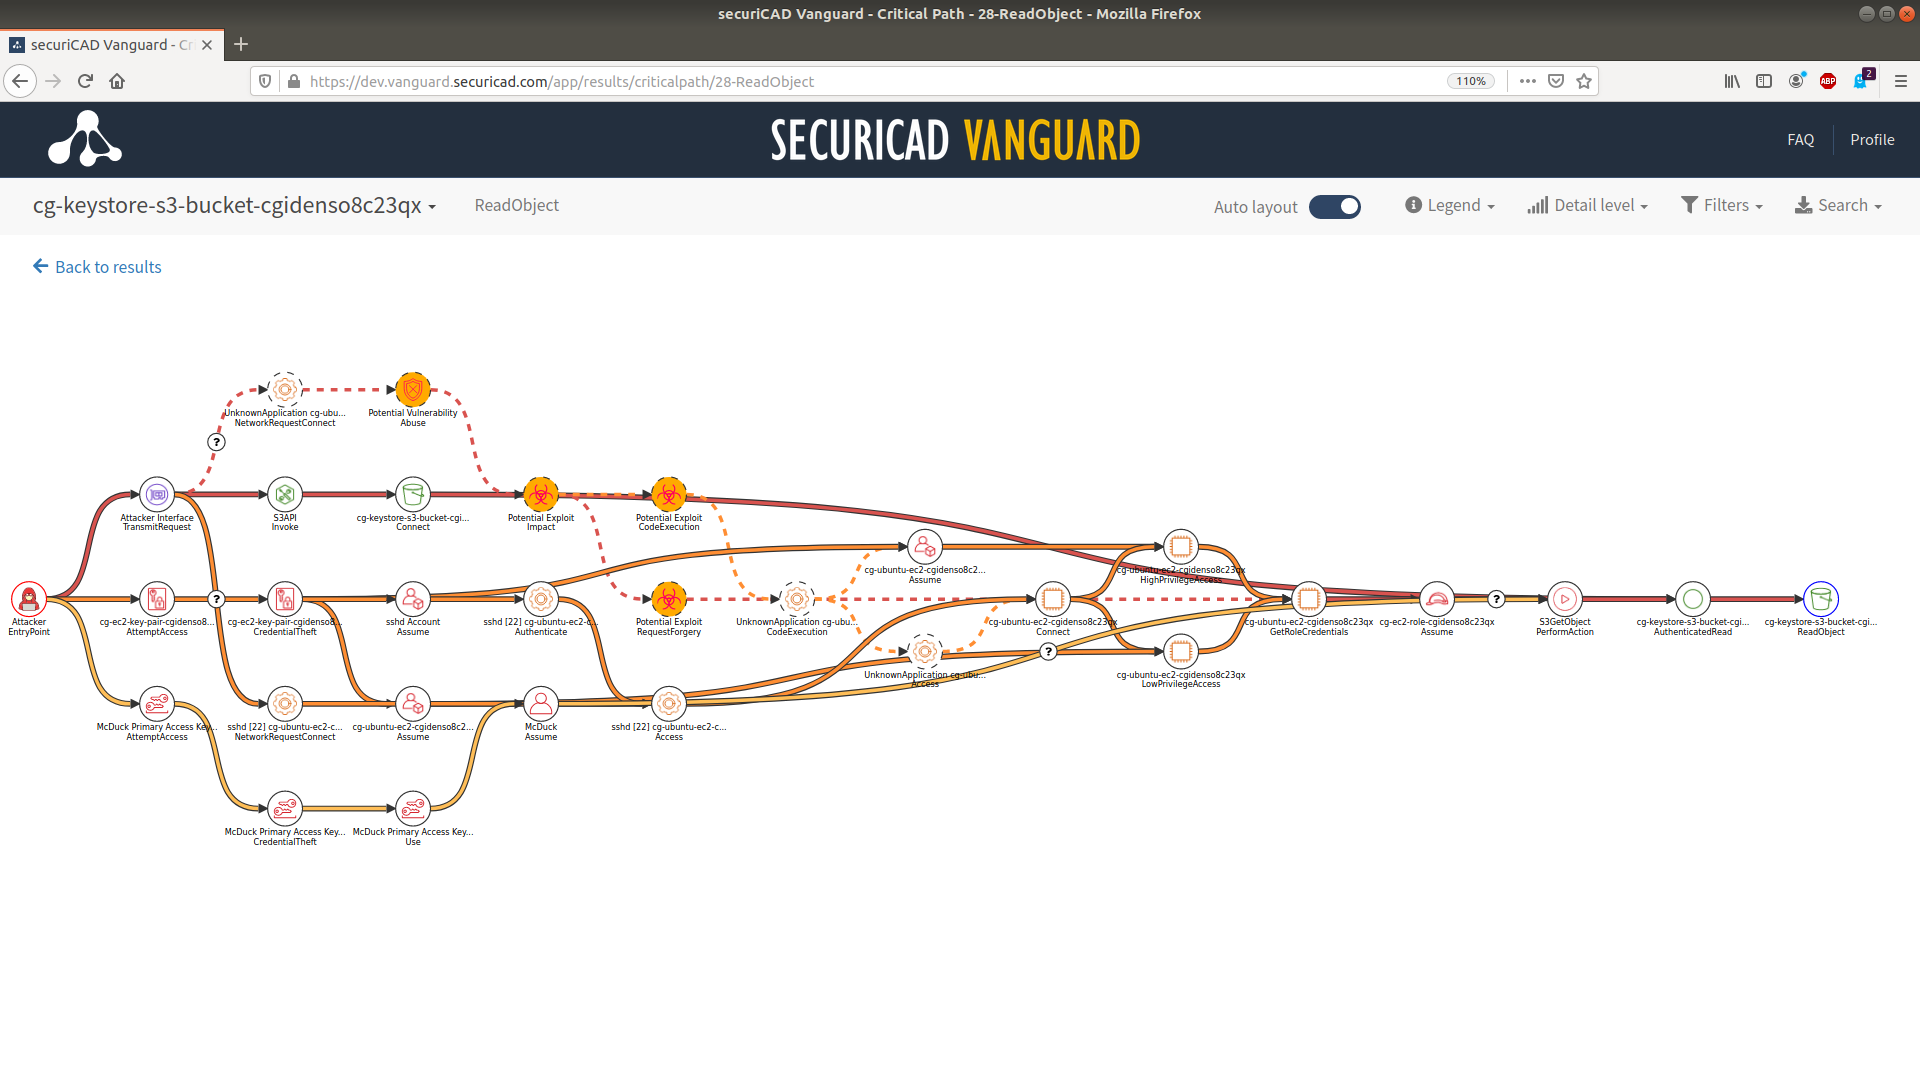 securiCAD Vanguard - Critical Path - 28-ReadObject - Mozilla Firefox
securiCAD Vanguard - Cr
https://dev.vanguard.securicad.com/app/results/criticalpath/28-ReadObject
110%
ABP
2
SECURICAD VANGUARD
FAQ
Profile
cg-keystore-s3-bucket-cgidenso8c23qx
ReadObject
Auto layout
Legend
Detail level
Filters
Search
Back to results
UnknownApplication cg-ubu...
NetworkRequestConnect
Potential Vulnerability
Abuse
?
Attacker Interface
TransmitRequest
S3API
Invoke
cg-keystore-s3-bucket-cgi...
Connect
Potential Exploit
Impact
Potential Exploit
CodeExecution
cg-ubuntu-ec2-cgidenso8c2...
Assume
cg-ubuntu-ec2-cgidenso8c23qx
HighPrivilegeAccess
Attacker
EntryPoint
cg-ec2-key-pair-cgidenso8...
AttemptAccess
?
cg-ec2-key-pair-cgidenso8...
CredentialTheft
sshd Account
Assume
sshd [22] cg-ubuntu-ec2-c...
Authenticate
Potential Exploit
RequestForgery
UnknownApplication cg-ubu...
CodeExecution
cg-ubuntu-ec2-cgidenso8c23qx
Connect
cg-ubuntu-ec2-cgidenso8c23qx
GetRoleCredentials
cg-ec2-role-cgidenso8c23qx
Assume
?
S3GetObject
PerformAction
cg-keystore-s3-bucket-cgi...
AuthenticatedRead
cg-keystore-s3-bucket-cgi...
ReadObject
UnknownApplication cg-ubu...
Access
?
cg-ubuntu-ec2-cgidenso8c23qx
LowPrivilegeAccess
McDuck Primary Access Key...
AttemptAccess
sshd [22] cg-ubuntu-ec2-c...
NetworkRequestConnect
cg-ubuntu-ec2-cgidenso8c2...
Assume
McDuck
Assume
sshd [22] cg-ubuntu-ec2-c...
Access
McDuck Primary Access Key...
CredentialTheft
McDuck Primary Access Key...
Use